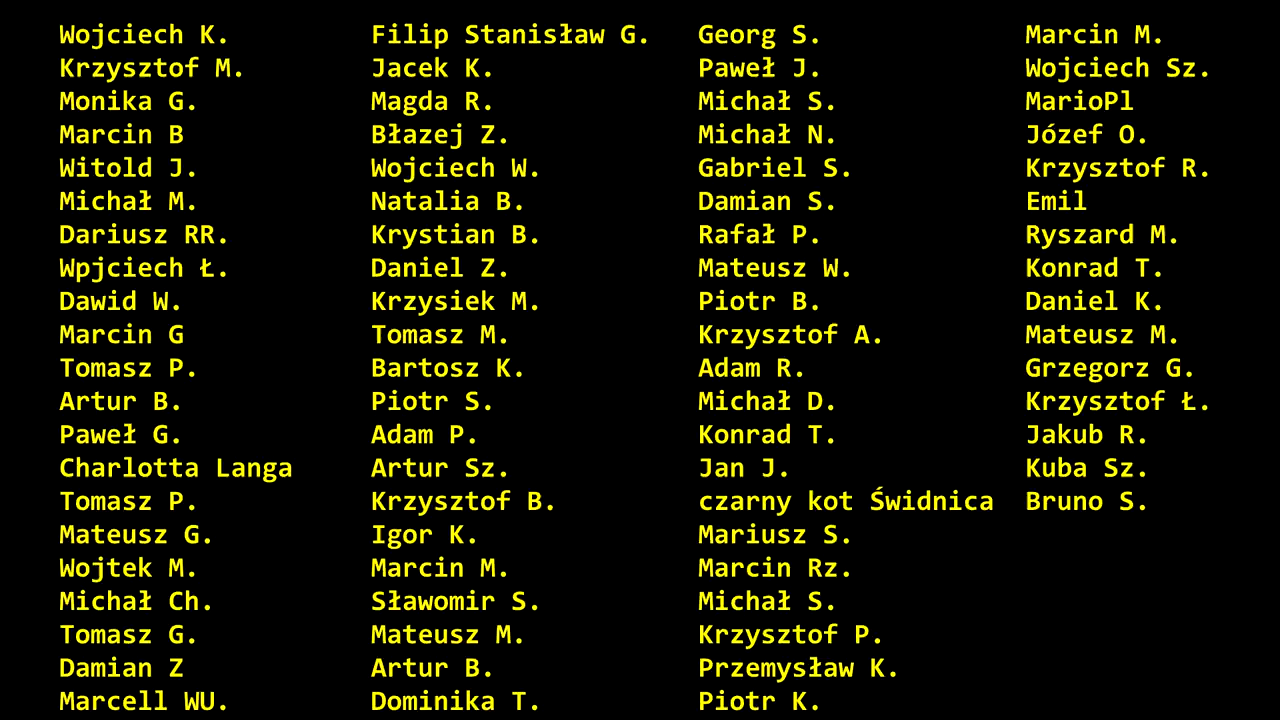 Wojciech K.
Krzysztof M.
Monika G.
Marcin B
Witold J.
Michał M.
Dariusz RR.
Wpjciech Ł.
Dawid W.
Marcin G
Tomasz P.
Artur B.
Paweł G.
Charlotta Langa
Tomasz P.
Mateusz G.
Wojtek M.
Michał Ch.
Tomasz G.
Damian Z
Marcell WU.
Filip Stanisław G.
Jacek K.
Magda R.
Błazej Z.
Wojciech W.
Natalia B.
Krystian B.
Daniel Z.
Krzysiek M.
Tomasz M.
Bartosz K.
Piotr S.
Adam P.
Artur Sz.
Krzysztof B.
Igor K.
Marcin M.
Sławomir S.
Mateusz M.
Artur B.
Dominika T.
Georg S.
Paweł J.
Michał S.
Michał N.
Gabriel S.
Damian S.
Rafał P.
Mateusz W.
Piotr B.
Krzysztof A.
Adam R.
Michał D.
Konrad T.
Jan J.
czarny kot Świdnica
Mariusz S.
Marcin Rz.
Michał S.
Krzysztof P.
Przemysław K.
Piotr K.
Marcin M.
Wojciech Sz.
MarioPl
Józef O.
Krzysztof R.
Emil
Ryszard M.
Konrad T.
Daniel K.
Mateusz M.
Grzegorz G.
Krzysztof Ł.
Jakub R.
Kuba Sz.
Bruno S.